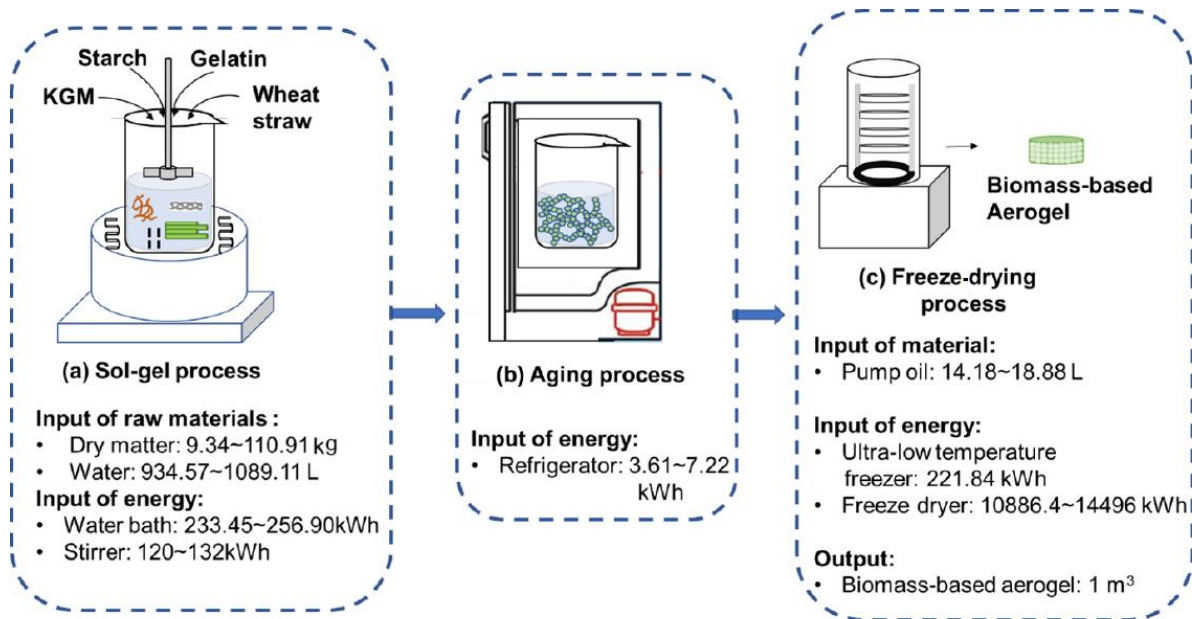 Starch
Gelatin
KGM
Wheat
straw
(a) Sol-gel process
Input of raw materials :
• Dry matter: 9.34~110.91 kg
• Water: 934.57~1089.11 L
Input of energy:
• Water bath: 233.45~256.90kWh
• Stirrer: 120~132kWh
(b) Aging process
Input of energy:
• Refrigerator: 3.61~7.22
kWh
Biomass-based
Aerogel
(c) Freeze-drying
process
Input of material:
• Pump oil: 14.18~18.88 L
Input of energy:
• Ultra-low temperature
freezer: 221.84 kWh
• Freeze dryer: 10886.4~14496 kWh
Output:
• Biomass-based aerogel: 1 m³